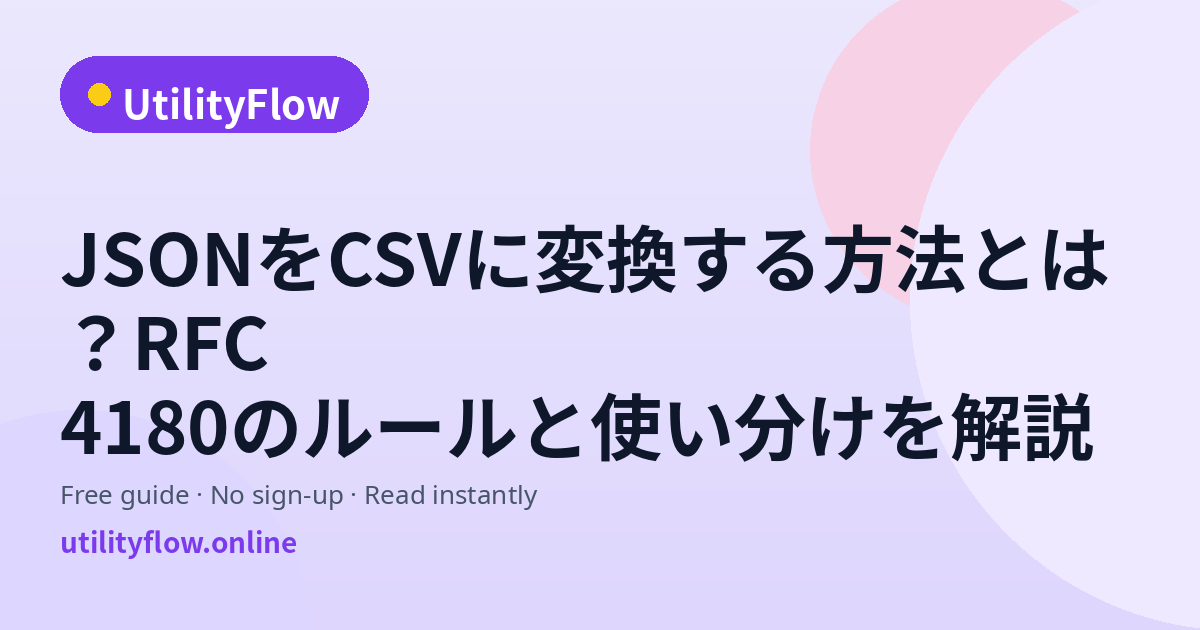 UtilityFlow
JSONをCSVに変換する方法とは
？RFC
4180のルールと使い分けを解説
Free guide · No sign-up · Read instantly
utilityflow.online